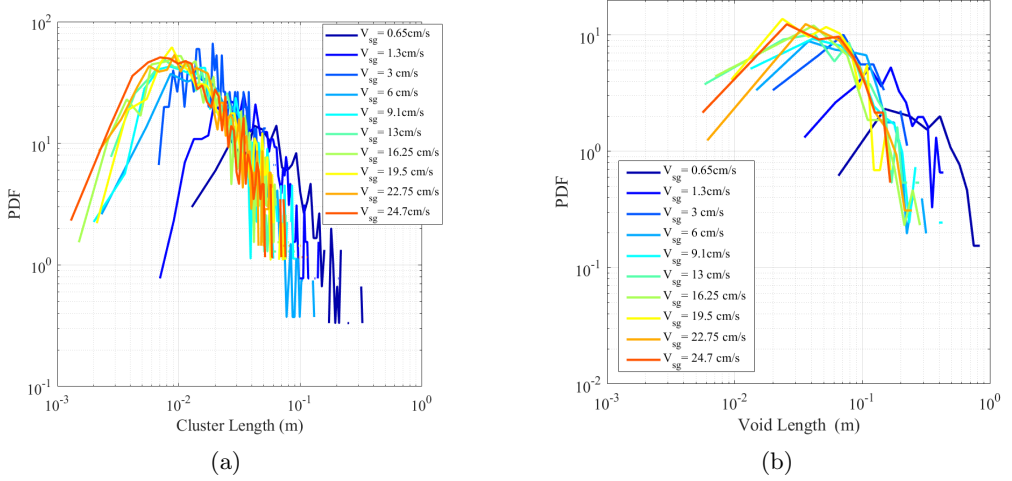 10^2
10^1
10^0
10^-1
PDF
10^-3
10^-2
10^-1
10^0
Cluster Length (m)
V_sg= 0.65cm/s
V_sg= 1.3cm/s
V_sg= 3 cm/s
V_sg= 6 cm/s
V_sg= 9.1cm/s
V_sg= 13cm/s
V_sg= 16.25 cm/s
V_sg= 19.5 cm/s
V_sg= 22.75 cm/s
V_sg= 24.7cm/s
(a)
10^1
10^0
10^-1
10^-2
PDF
V_sg= 0.65cm/s
V_sg= 1.3cm/s
V_sg= 3 cm/s
V_sg= 6 cm/s
V_sg= 9.1cm/s
V_sg= 13 cm/s
V_sg= 16.25 cm/s
V_sg= 19.5 cm/s
V_sg= 22.75 cm/s
V_sg= 24.7 cm/s
10^-3
10^-2
10^-1
10^0
Void Length (m)
(b)